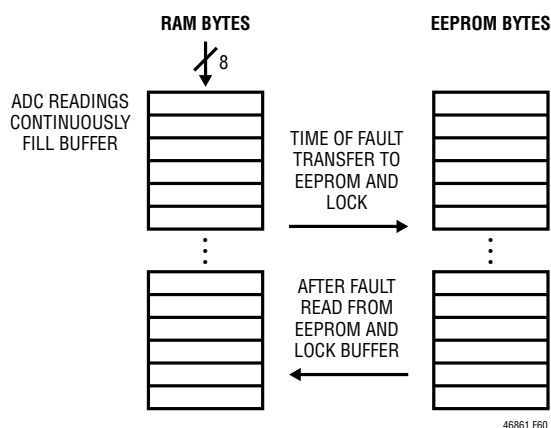 RAM BYTES
EEPROM BYTES
8
ADC READINGS
CONTINUOUSLY
FILL BUFFER
TIME OF FAULT
TRANSFER TO
EEPROM AND
LOCK
AFTER FAULT
READ FROM
EEPROM AND
LOCK BUFFER
46861 F60